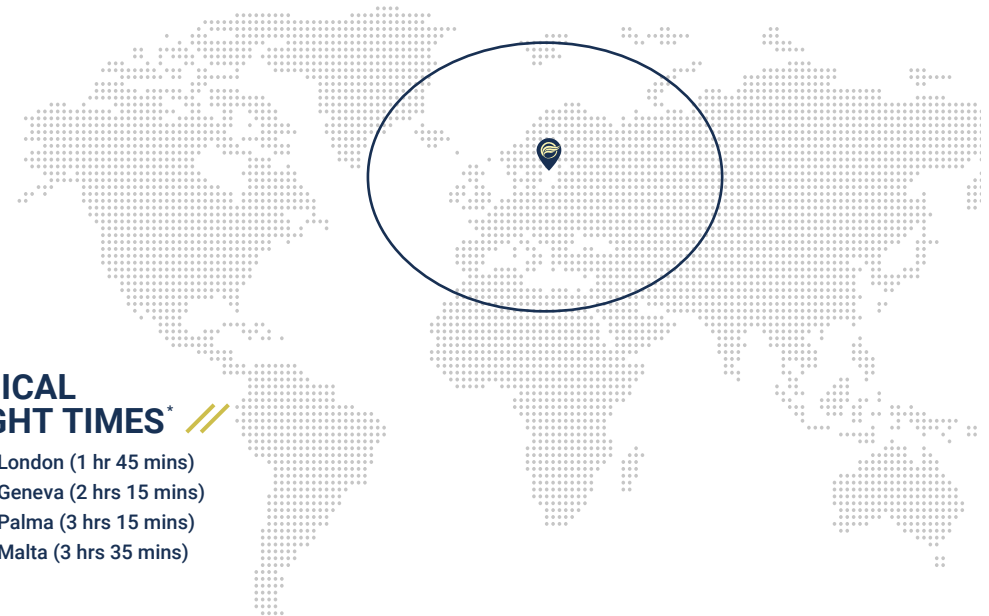 ICAL
GHT TIMES*
London (1 hr 45 mins)
Geneva (2 hrs 15 mins)
Palma (3 hrs 15 mins)
Malta (3 hrs 35 mins)